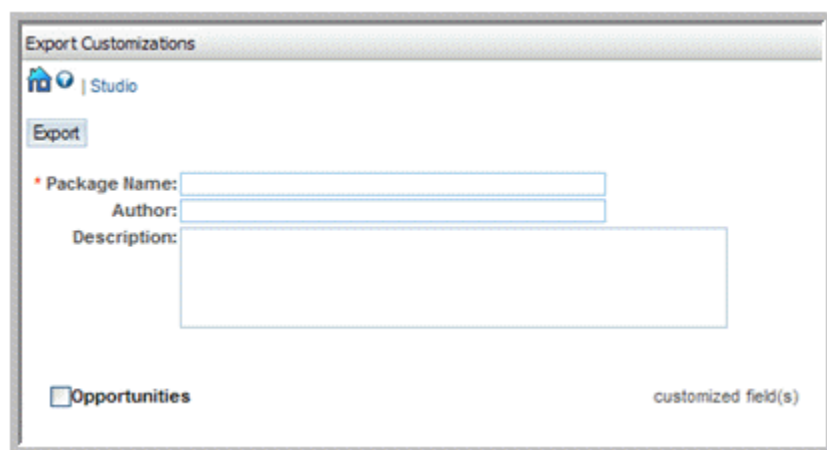 Export Customizations
| Studio
Export
* Package Name:
Author:
Description:
Opportunities customized field(s)